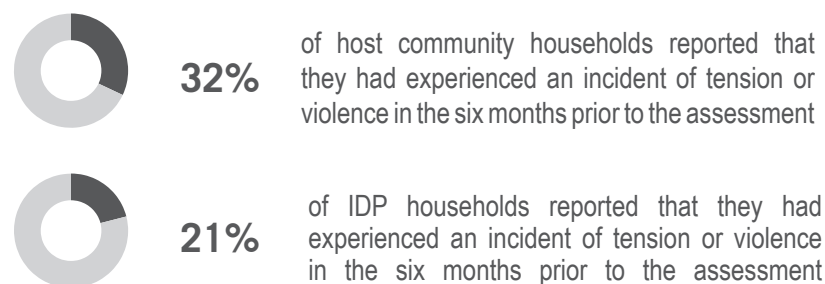 32%
of host community households reported that
they had experienced an incident of tension or
violence in the six months prior to the assessment
21%
of IDP households reported that they had
experienced an incident of tension or violence
in the six months prior to the assessment